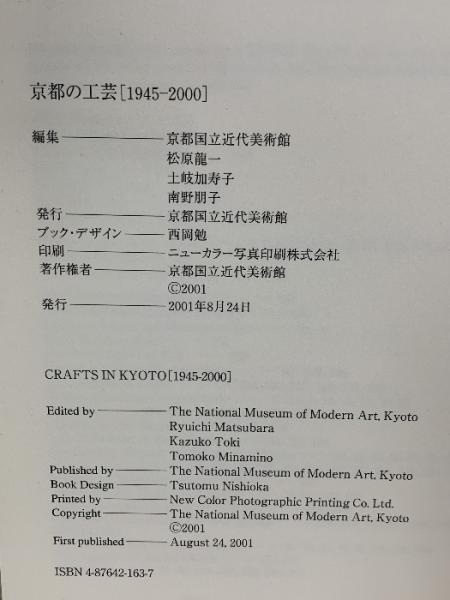 京都の工芸[1945-2000]
編集 京都国立近代美術館
松原龍一
土岐加寿子
南野朋子
発行 京都国立近代美術館
ブック・デザイン 西岡勉
印刷 ニューカラー写真印刷株式会社
著作権者 京都国立近代美術館
©2001
発行 2001年8月24日
CRAFTS IN KYOTO[1945-2000]
Edited by The National Museum of Modern Art, Kyoto
Ryuichi Matsubara
Kazuko Toki
Tomoko Minamino
Published by The National Museum of Modern Art, Kyoto
Book Design Tsutomu Nishioka
Printed by New Color Photographic Printing Co. Ltd.
Copyright The National Museum of Modern Art, Kyoto
©2001
First published August 24, 2001
ISBN 4-87642-163-7